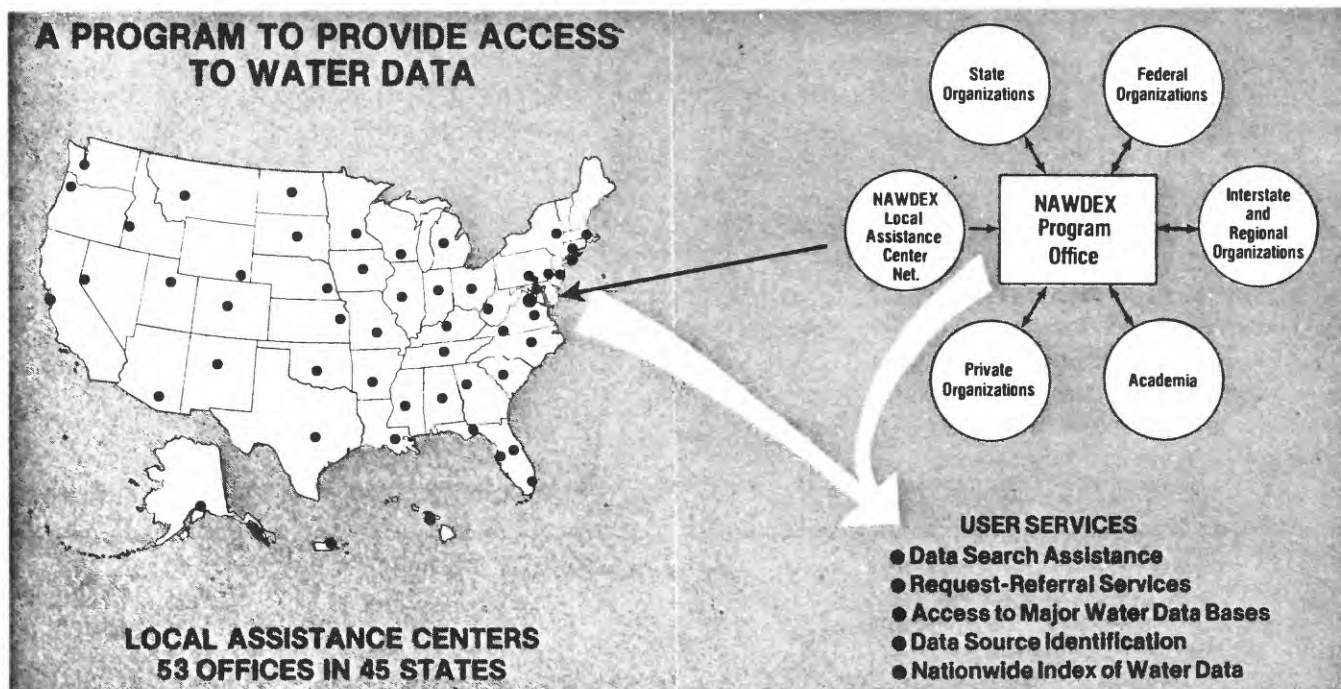 A PROGRAM TO PROVIDE ACCESS
TO WATER DATA
LOCAL ASSISTANCE CENTERS
53 OFFICES IN 45 STATES
State
Organizations
Federal
Organizations
NAWDEX
Local
Assistance
Center
Net.
NAWDEX
Program
Office
Interstate
and
Regional
Organizations
Private
Organizations
Academia
USER SERVICES
● Data Search Assistance
● Request-Referral Services
● Access to Major Water Data Bases
● Data Source Identification
● Nationwide Index of Water Data